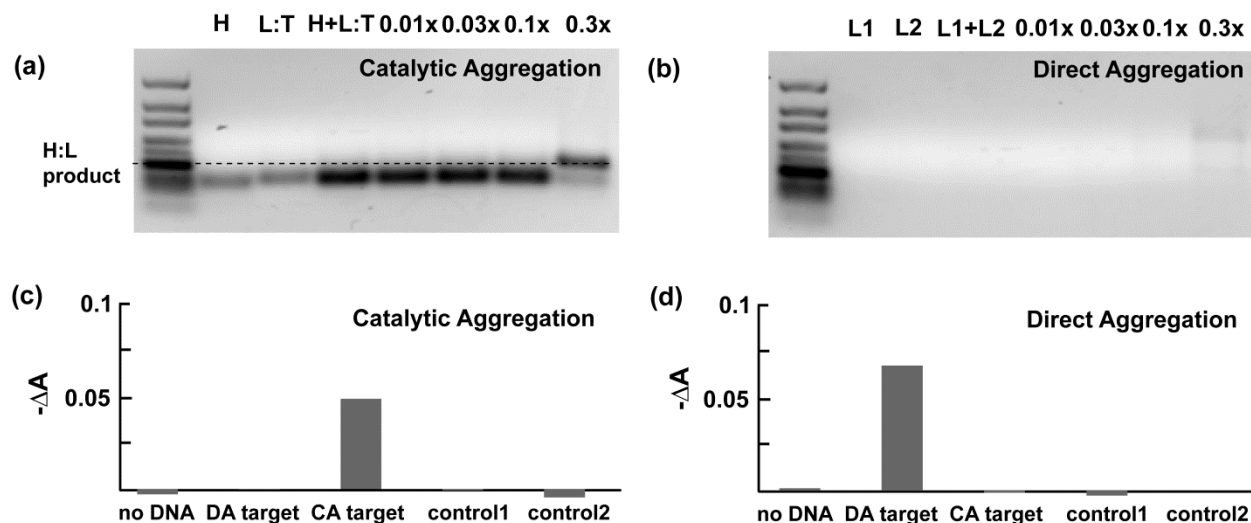 H L:T H+L:T 0.01x 0.03x 0.1x 0.3x
(a)
Catalytic Aggregation
H:L
product
L1 L2 L1+L2 0.01x 0.03x 0.1x 0.3x
(b)
Direct Aggregation
(c)
Catalytic Aggregation
0.1
0.05
-ΔA
no DNA DA target CA target control1 control2
(d)
Direct Aggregation
0.1
0.05
-ΔA
no DNA DA target CA target control1 control2